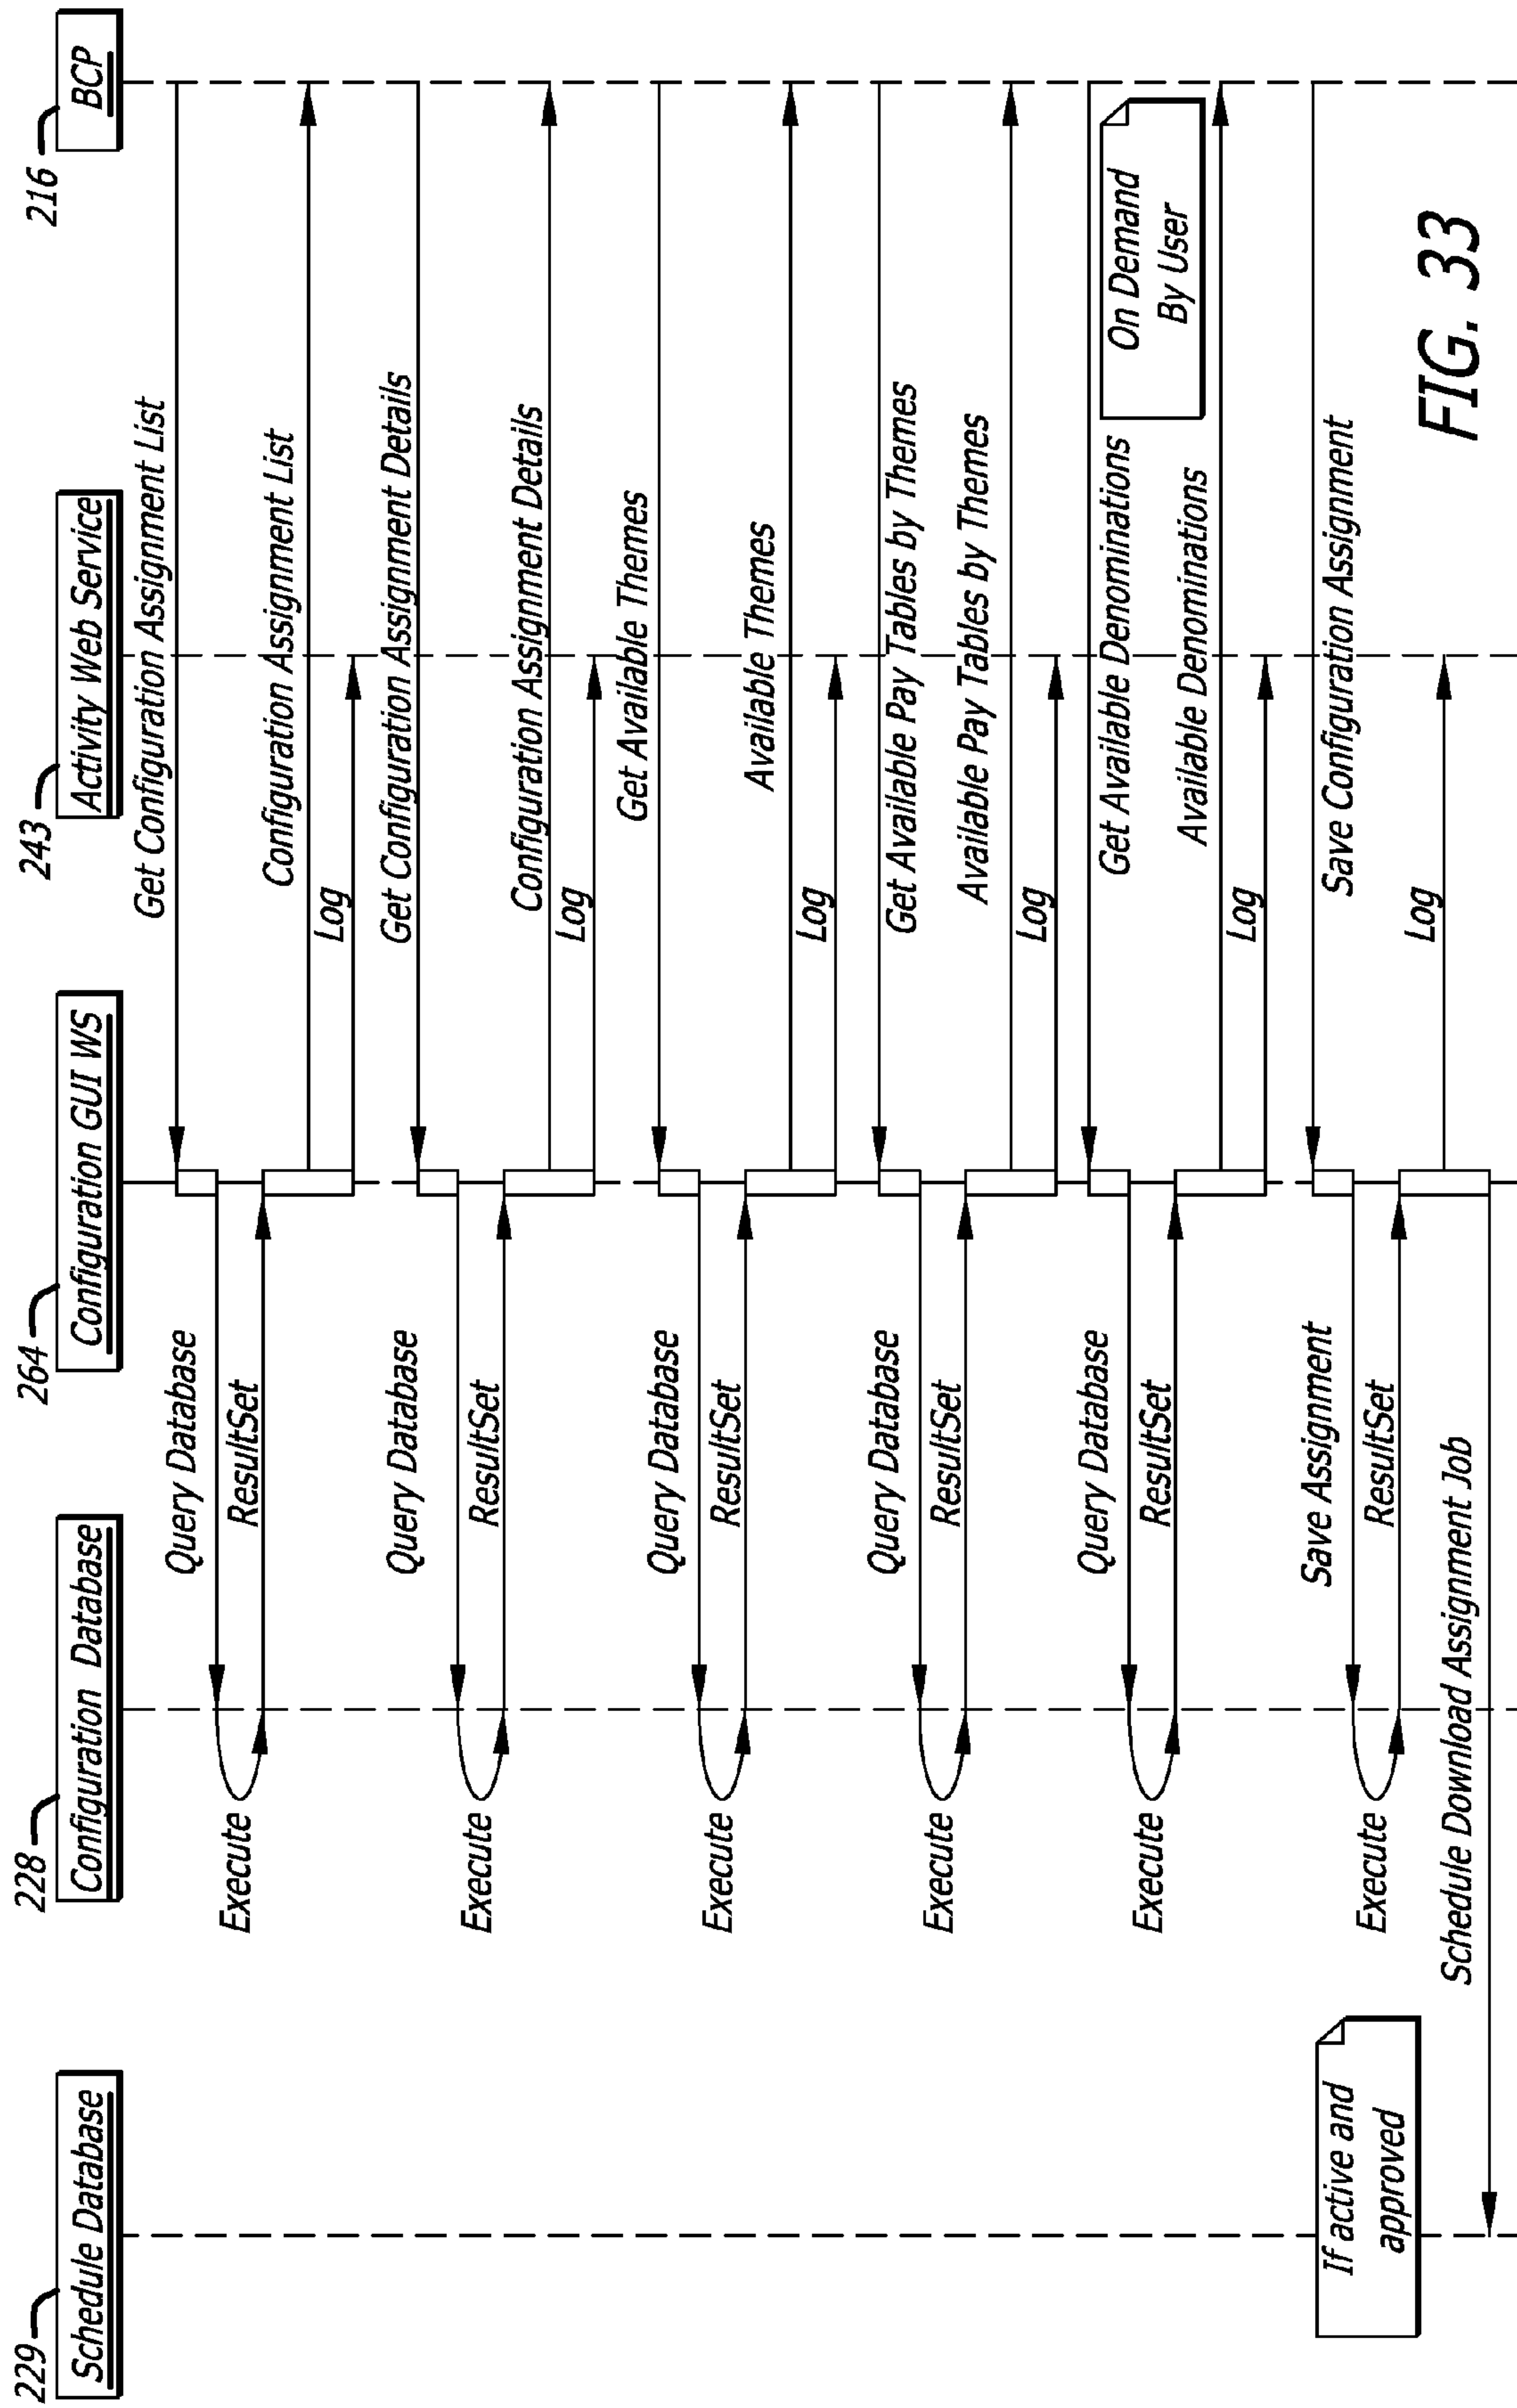 229
228
264
243
216
Schedule Database
Configuration Database
Configuration GUI WS
Activity Web Service
BCP
Get Configuration Assignment List
Query Database
Execute
ResultSet
Configuration Assignment List
Log
Get Configuration Assignment Details
Query Database
Execute
ResultSet
Configuration Assignment Details
Log
Get Available Themes
Query Database
Execute
ResultSet
Available Themes
Log
Get Available Pay Tables by Themes
Query Database
Execute
ResultSet
Available Pay Tables by Themes
Log
Get Available Denominations
On Demand
By User
Query Database
Execute
ResultSet
Available Denominations
Log
Save Configuration Assignment
Save Assignment
Execute
ResultSet
Log
If active and
approved
Schedule Download Assignment Job
FIG. 33